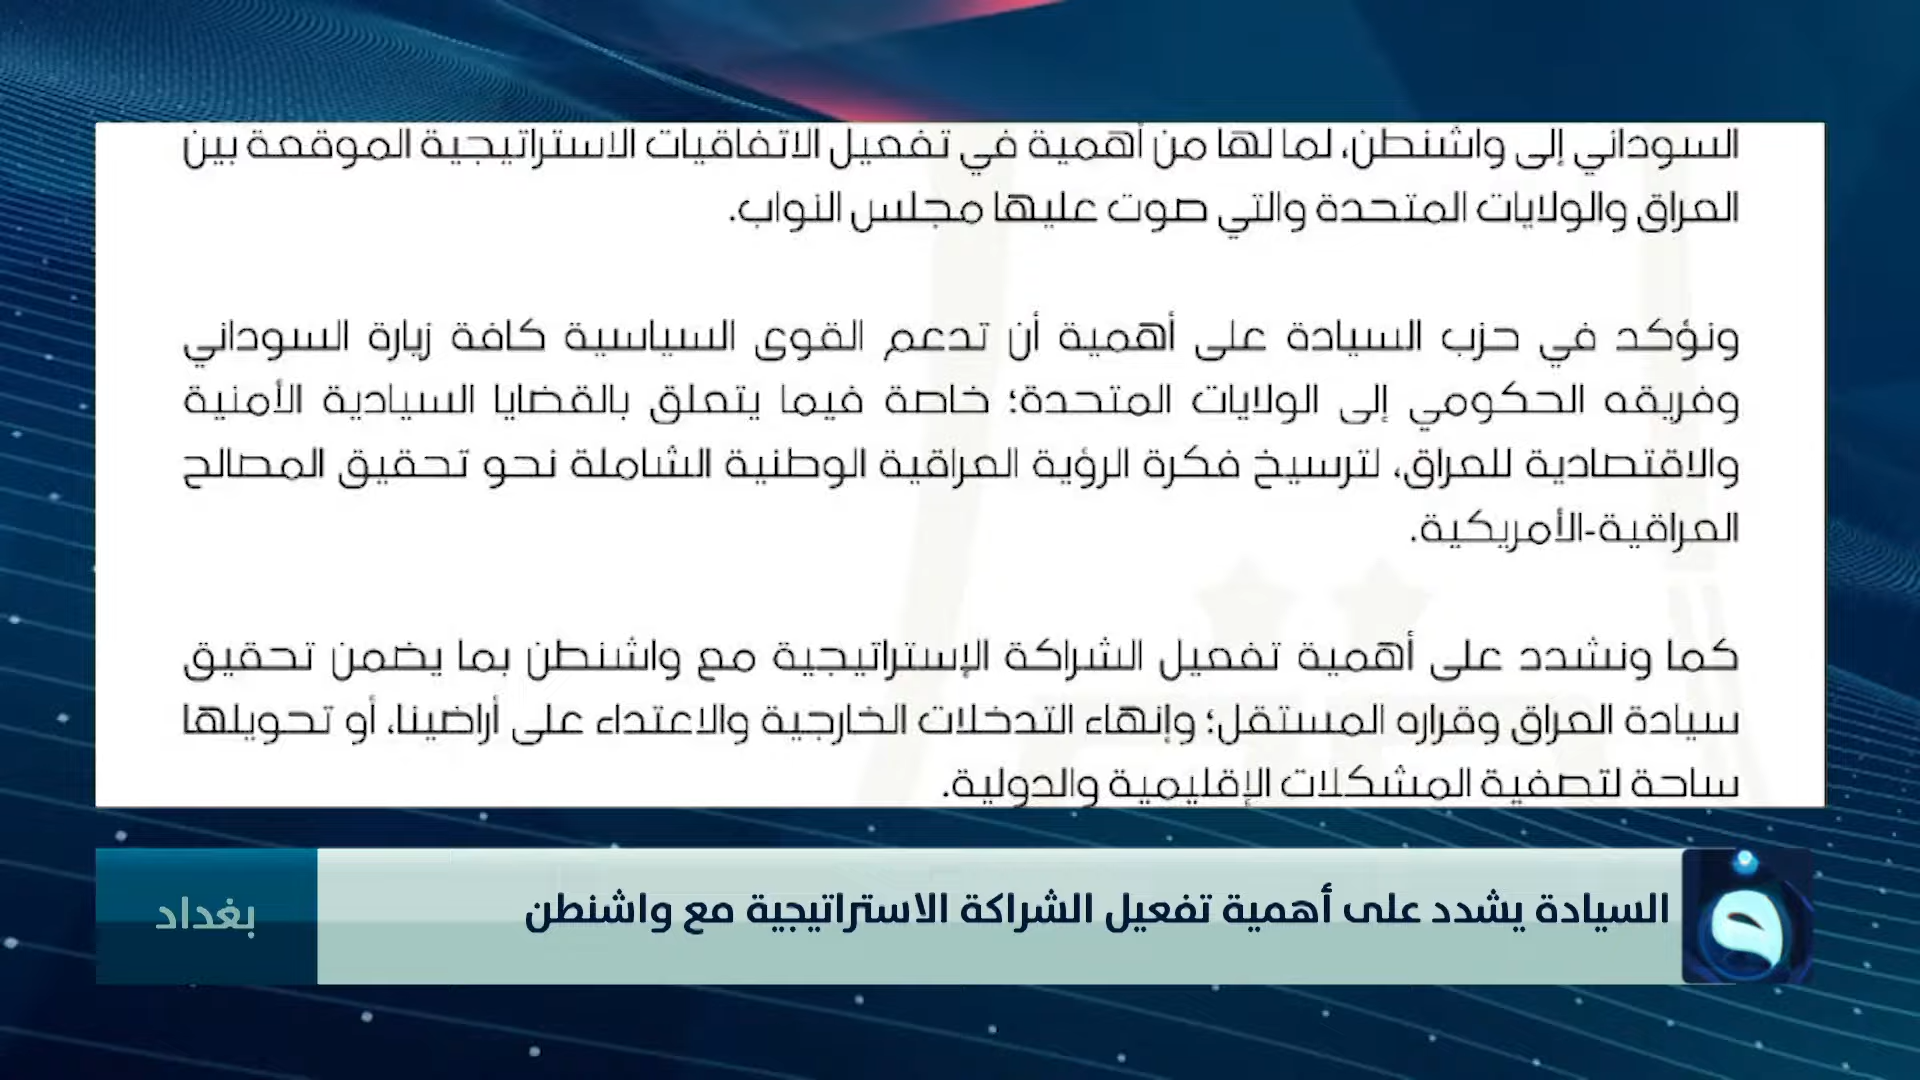 السوداني إلى واشنطن، لما لها من أهمية في تفعيل الاتفاقيات الاستراتيجية الموقعة بين
العراق والولايات المتحدة والتي صوت عليها مجلس النواب.
ونؤكد في حزب السيادة على أهمية أن تدعم القوى السياسية كافة زيارة السوداني
وفريقه الحكومي إلى الولايات المتحدة؛ خاصة فيما يتعلق بالقضايا السيادية الأمنية
والاقتصادية للعراق، لترسيخ فكرة الرؤية العراقية الوطنية الشاملة نحو تحقيق المصالح
العراقية-الأمريكية.
كما ونشدد على أهمية تفعيل الشراكة الإستراتيجية مع واشنطن بما يضمن تحقيق
سيادة العراق وقراره المستقل؛ وإنهاء التدخلات الخارجية والاعتداء على أراضينا، أو تحويلها
ساحة لتصفية المشكلات الإقليمية والدولية.
السيادة يشدد على أهمية تفعيل الشراكة الاستراتيجية مع واشنطن
بغداد